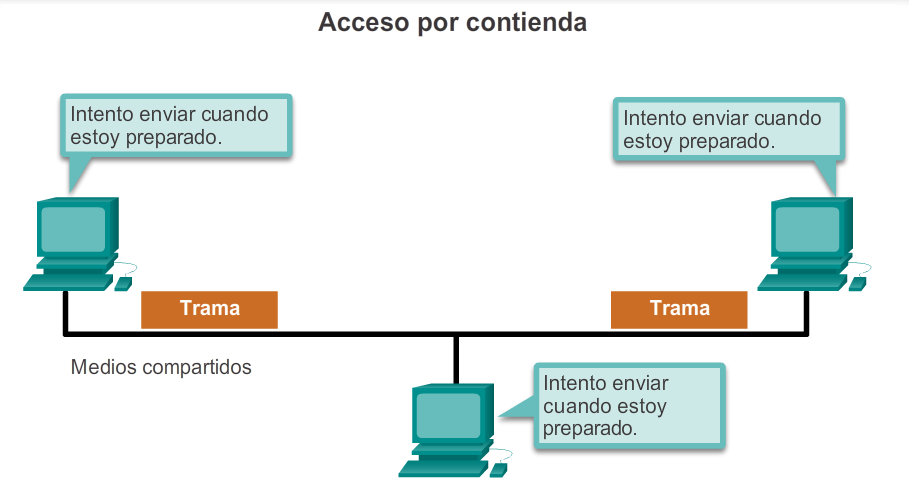 Acceso por contienda
Intento enviar cuando
estoy preparado.
Intento enviar cuando
estoy preparado.
Trama
Trama
Medios compartidos
Intento enviar
cuando estoy
preparado.